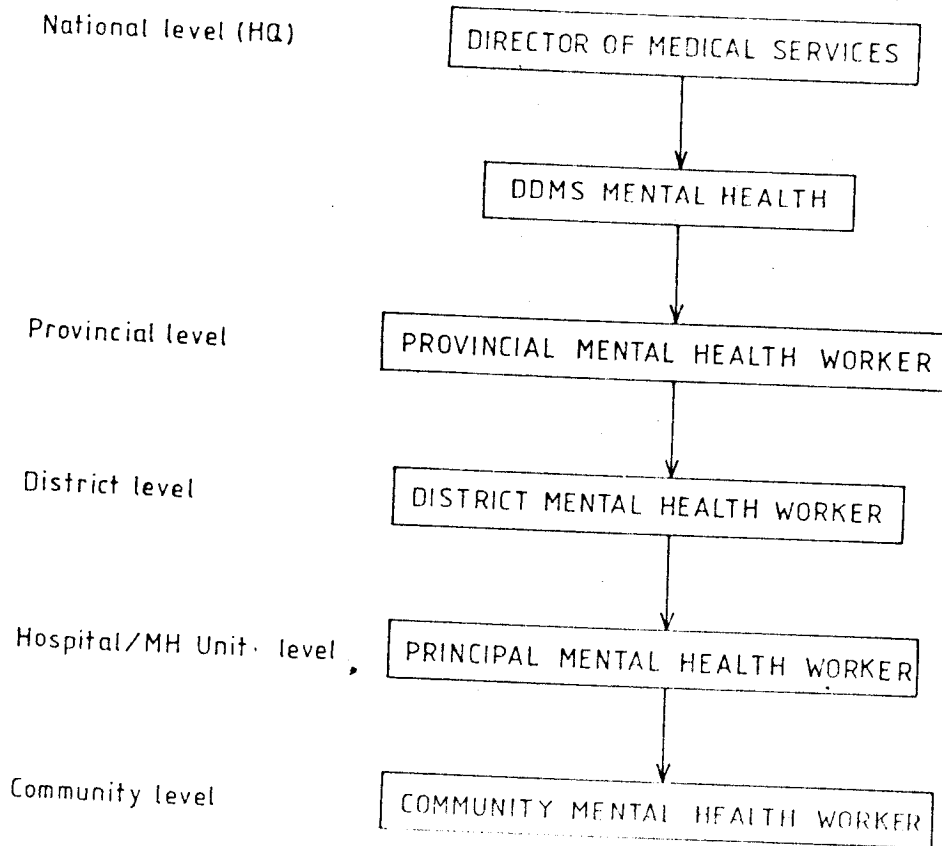 National level (HQ)
DIRECTOR OF MEDICAL SERVICES
DDMS MENTAL HEALTH
Provincial level
PROVINCIAL MENTAL HEALTH WORKER
District level
DISTRICT MENTAL HEALTH WORKER
Hospital/MH Unit. level
PRINCIPAL MENTAL HEALTH WORKER
Community level
COMMUNITY MENTAL HEALTH WORKER